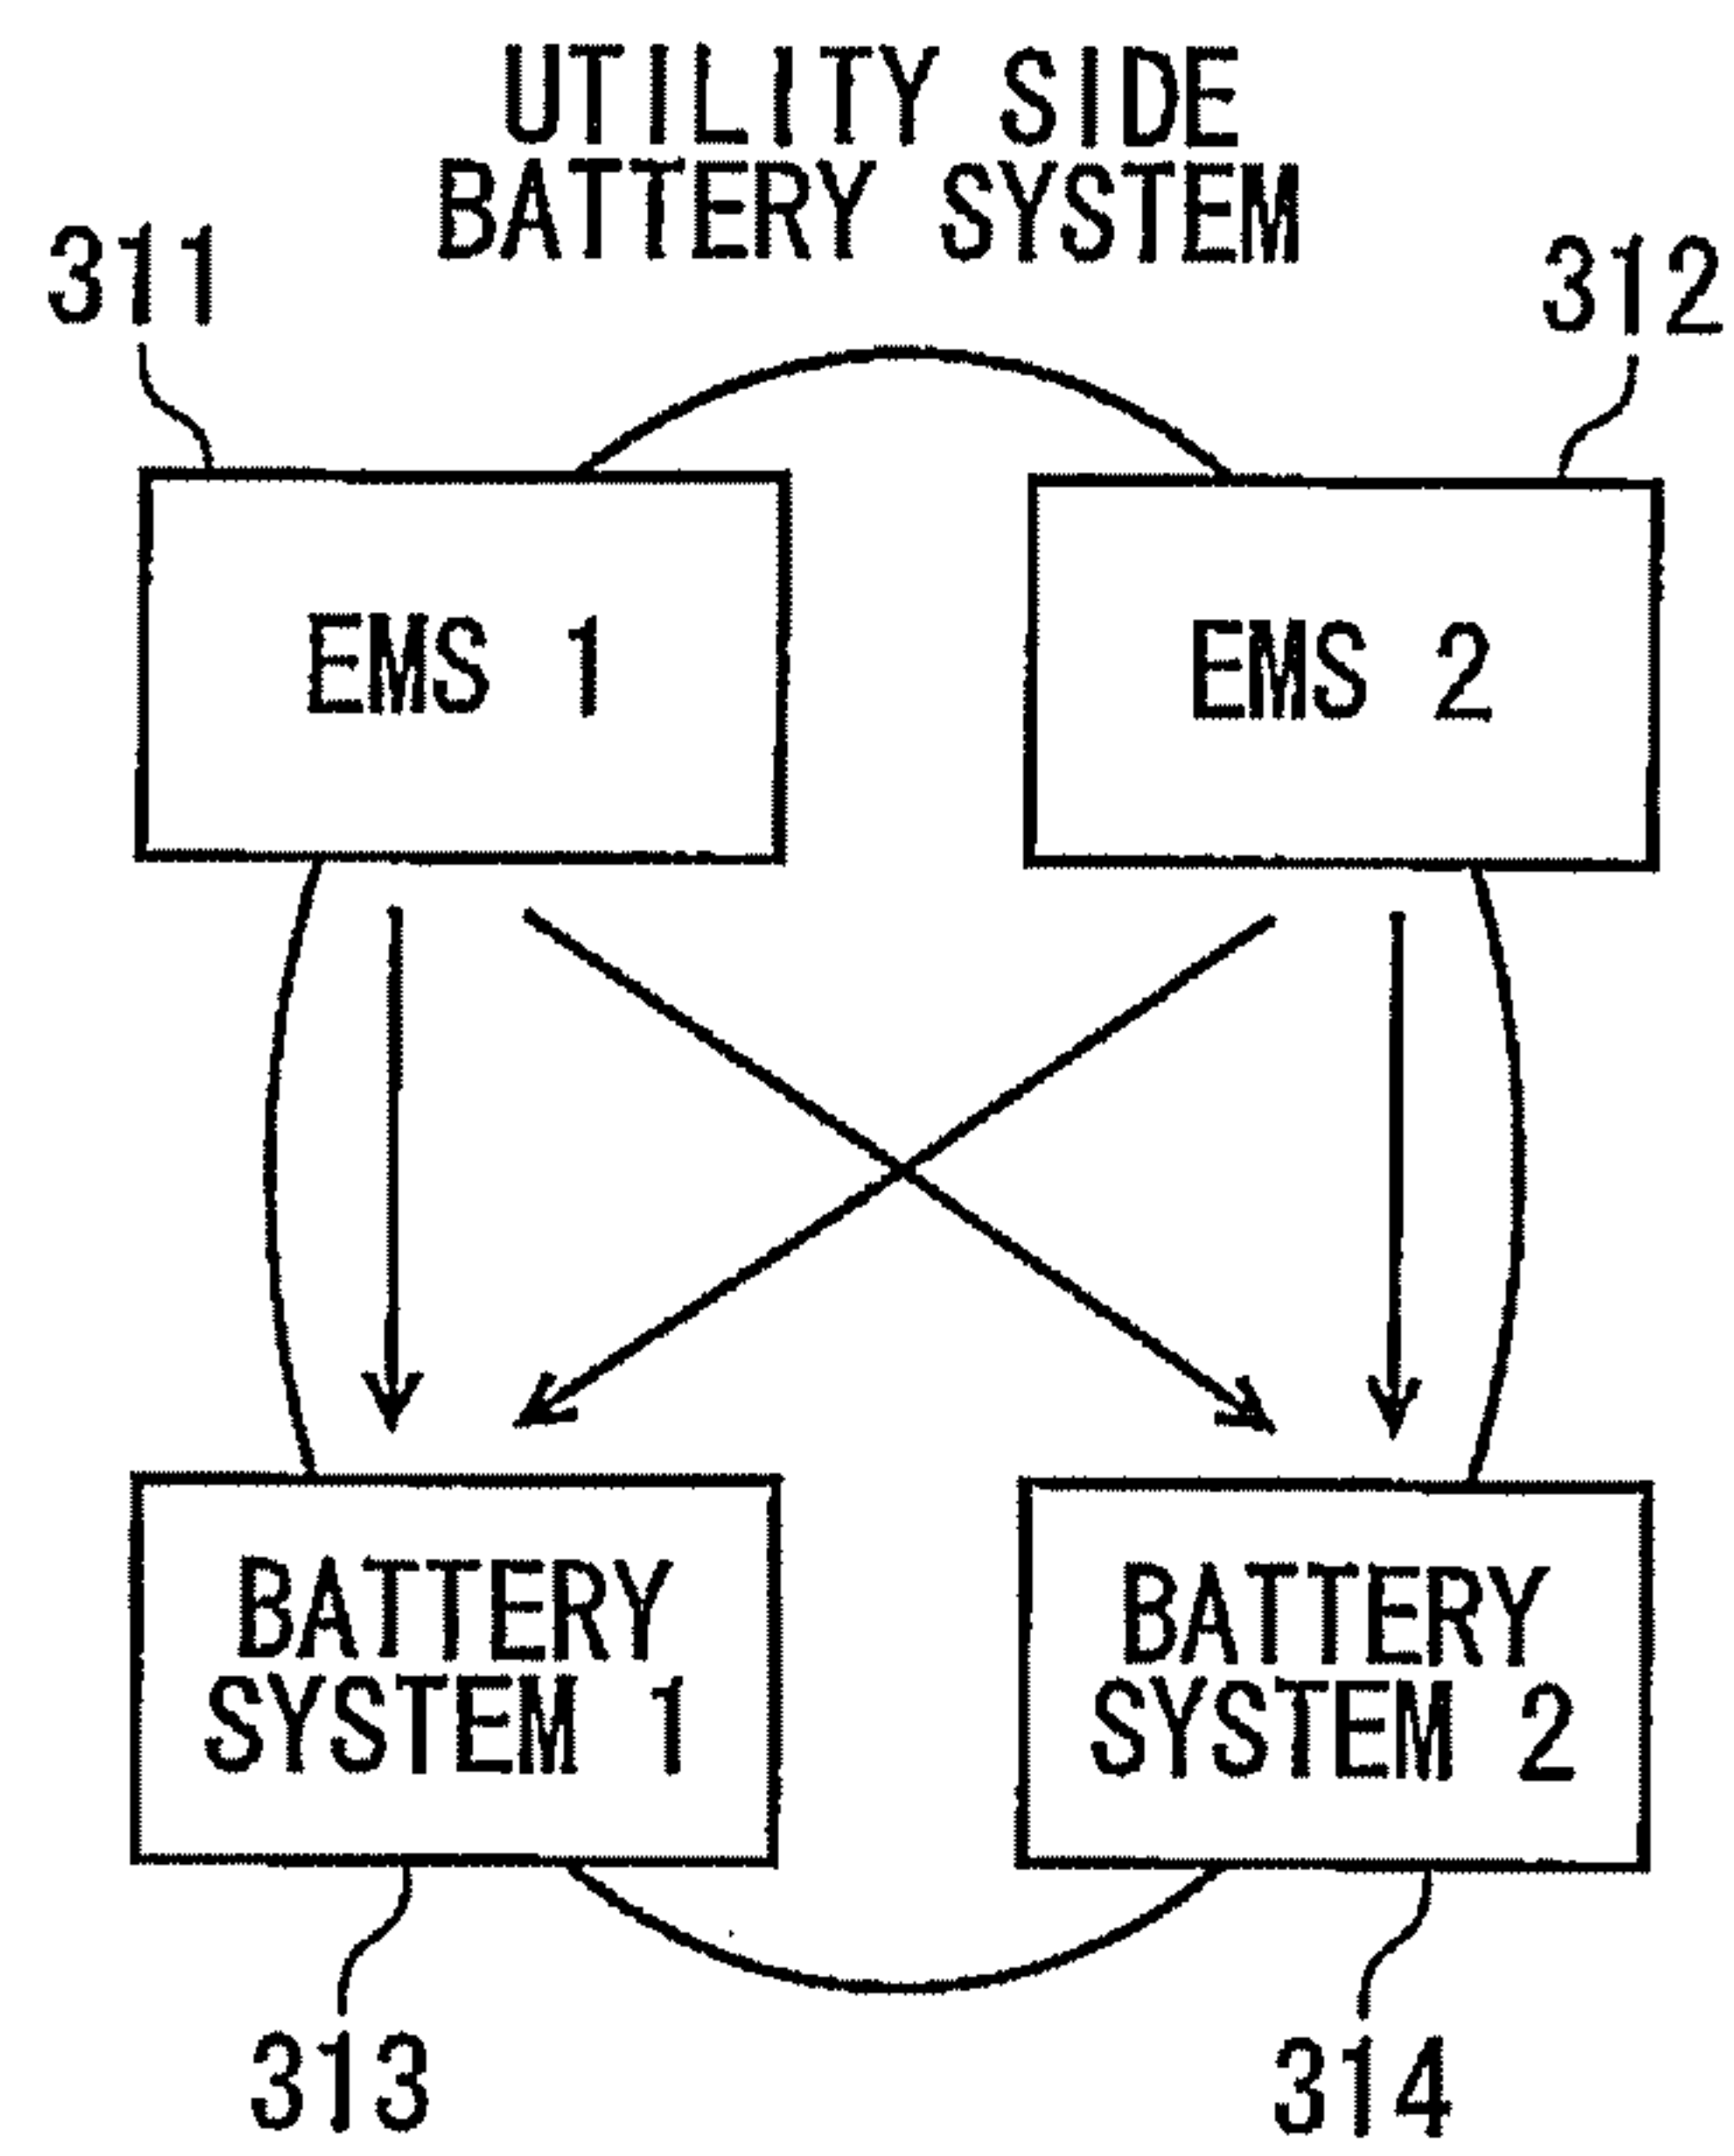 UTILITY SIDE
BATTERY SYSTEM
311
312
EMS 1
EMS 2
BATTERY
SYSTEM 1
BATTERY
SYSTEM 2
313
314